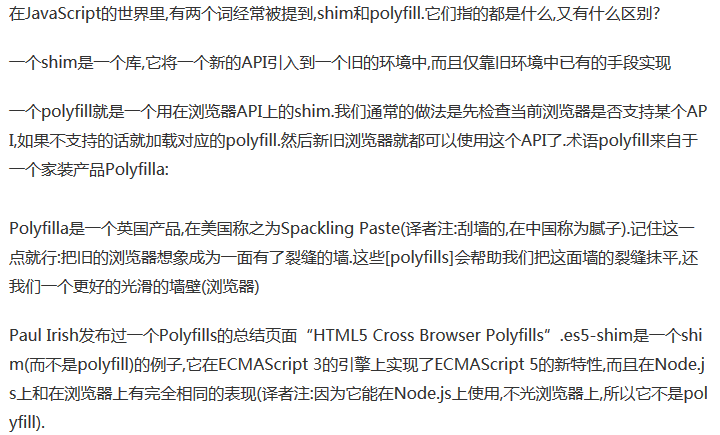 在JavaScript的世界里,有两个词经常被提到,shim和polyfill.它们指的都是什么,又有什么区别?
一个shim是一个库,它将一个新的API引入到一个旧的环境中,而且仅靠旧环境中已有的手段实现
一个polyfill就是一个用在浏览器API上的shim.我们通常的做法是先检查当前浏览器是否支持某个AP
I,如果不支持的话就加载对应的polyfill.然后新旧浏览器就都可以使用这个API了.术语polyfill来自于
一个家装产品Polyfilla:
Polyfilla是一个英国产品,在美国称之为Spackling Paste(译者注:刮墙的,在中国称为腻子).记住这一
点就行:把旧的浏览器想象成为一面有了裂缝的墙.这些[polyfills]会帮助我们把这面墙的裂缝抹平,还
我们一个更好的光滑的墙壁(浏览器)
Paul Irish发布过一个Polyfills的总结页面“HTML5 Cross Browser Polyfills”.es5-shim是一个shi
m(而不是polyfill)的例子,它在ECMAScript 3的引擎上实现了ECMAScript 5的新特性,而且在Node.j
s上和在浏览器上有完全相同的表现(译者注:因为它能在Node.js上使用,不光浏览器上,所以它不是pol
yfill).